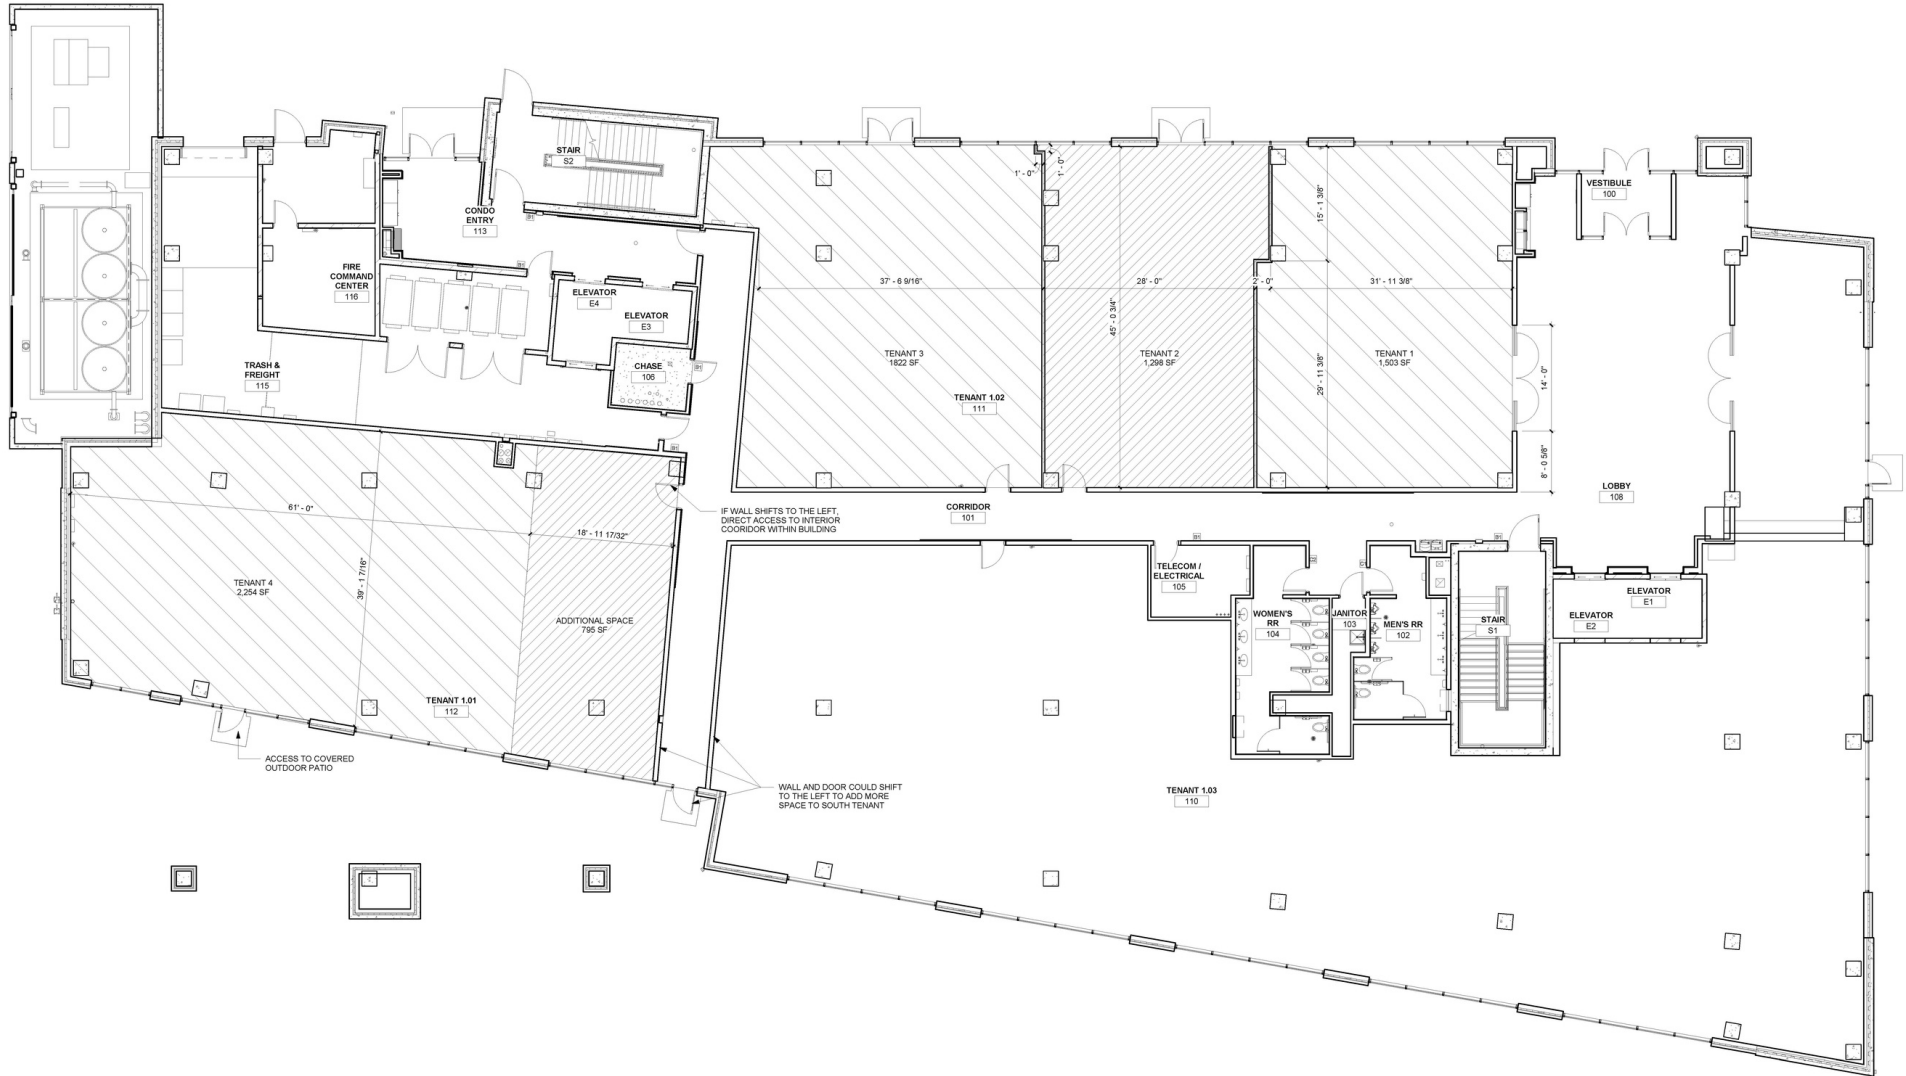 STAIR
S2
VESTIBULE
100
1' - 0"
1' - 0"
15' - 1 3/8"
CONDO
ENTRY
113
B1
B1
FIRE
COMMAND
CENTER
116
ELEVATOR
E4
ELEVATOR
E3
37' - 6 9/16"
28' - 0"
2' - 0"
31' - 11 3/8"
45' - 0 3/4"
TENANT 3
1822 SF
TENANT 2
1,298 SF
TENANT 1
1,503 SF
TRASH &
FREIGHT
115
CHASE
106
B1
29' - 11 3/8"
14' - 0"
TENANT 1.02
111
B1
8' - 0 5/8"
LOBBY
108
61' - 0"
18' - 11 17/32"
IF WALL SHIFTS TO THE LEFT,
DIRECT ACCESS TO INTERIOR
COORIDOR WITHIN BUILDING
CORRIDOR
101
B1
B1
TENANT 4
2,254 SF
39' - 1 7/16"
TELECOM /
ELECTRICAL
105
ADDITIONAL SPACE
795 SF
WOMEN'S
RR
104
JANITOR
103
MEN'S RR
102
STAIR
S1
ELEVATOR
E1
ELEVATOR
E2
TENANT 1.01
112
ACCESS TO COVERED
OUTDOOR PATIO
WALL AND DOOR COULD SHIFT
TO THE LEFT TO ADD MORE
SPACE TO SOUTH TENANT
TENANT 1.03
110